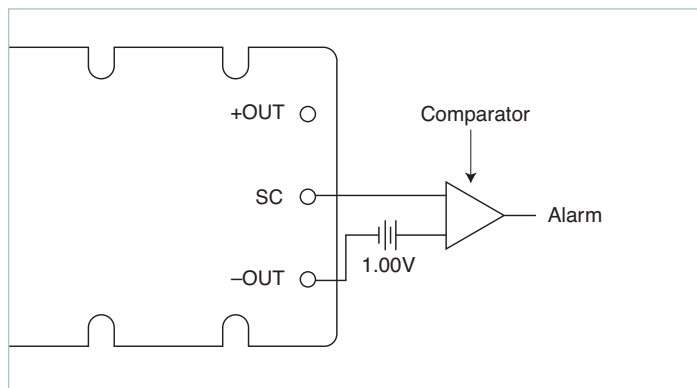 +OUT
Comparator
SC
Alarm
–OUT
1.00V